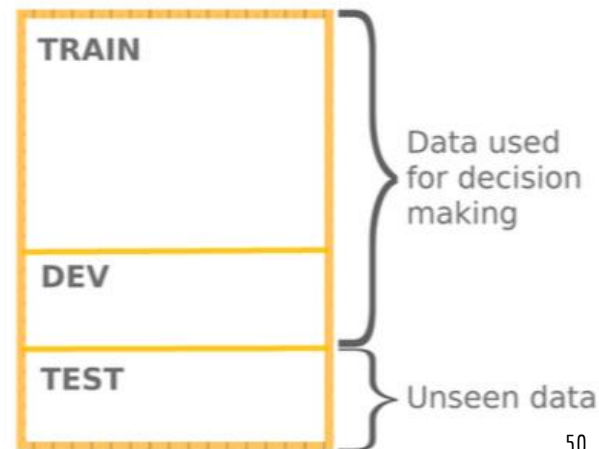 TRAIN
Data used
for decision
making
DEV
TEST
Unseen data
50